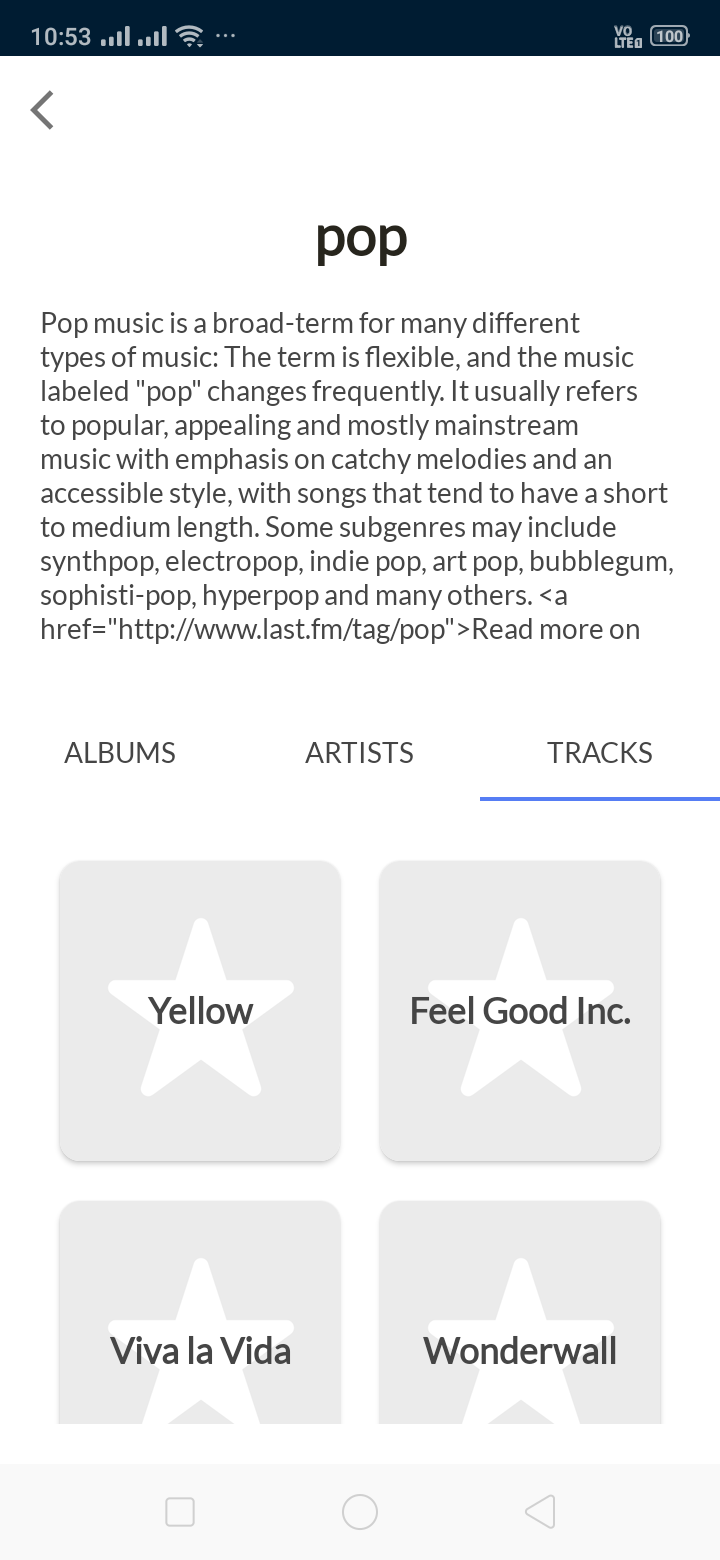 10:53
VO
LTE
100
pop
Pop music is a broad-term for many different
types of music: The term is flexible, and the music
labeled "pop" changes frequently. It usually refers
to popular, appealing and mostly mainstream
music with emphasis on catchy melodies and an
accessible style, with songs that tend to have a short
to medium length. Some subgenres may include
synthpop, electropop, indie pop, art pop, bubblegum,
sophisti-pop, hyperpop and many others. <a
href="http://www.last.fm/tag/pop">Read more on
ALBUMS ARTISTS TRACKS
Yellow Feel Good Inc.
Viva la Vida Wonderwall